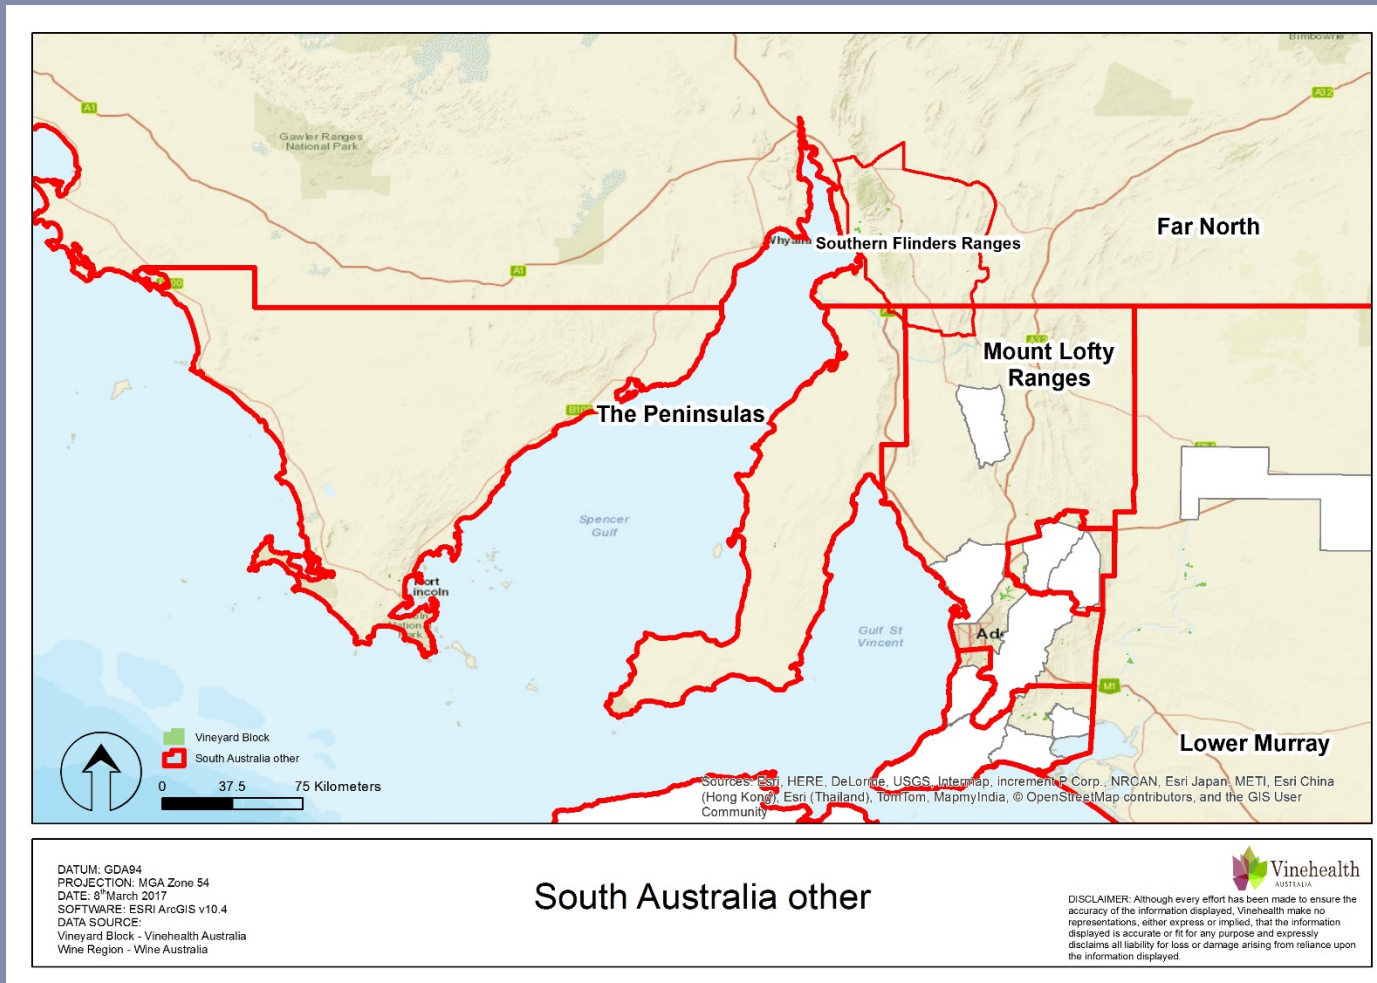 Bimbowrie
A1
A32
Gawler Ranges
National Park
Far North
Southern Flinders Ranges
A1
Mount Lofty
Ranges
The Peninsulas
Spencer
Gulf
Gulf St
Vincent
M1
Lower Murray
Vineyard Block
South Australia other
0 37.5 75 Kilometers
Sources: Esri, HERE, DeLorme, USGS, Intermap, increment P Corp., NRCAN, Esri Japan, METI, Esri China
(Hong Kong), Esri (Thailand), TomTom, MapmyIndia, © OpenStreetMap contributors, and the GIS User
Community
DATUM: GDA94
PROJECTION: MGA Zone 54
DATE: 8th March 2017
SOFTWARE: ESRI ArcGIS v10.4
DATA SOURCE:
Vineyard Block - Vinehealth Australia
Wine Region - Wine Australia
South Australia other
Vinehealth
AUSTRALIA
DISCLAIMER: Although every effort has been made to ensure the
accuracy of the information displayed, Vinehealth make no
representations, either express or implied, that the information
displayed is accurate or fit for any purpose and expressly
disclaims all liability for loss or damage arising from reliance upon
the information displayed.